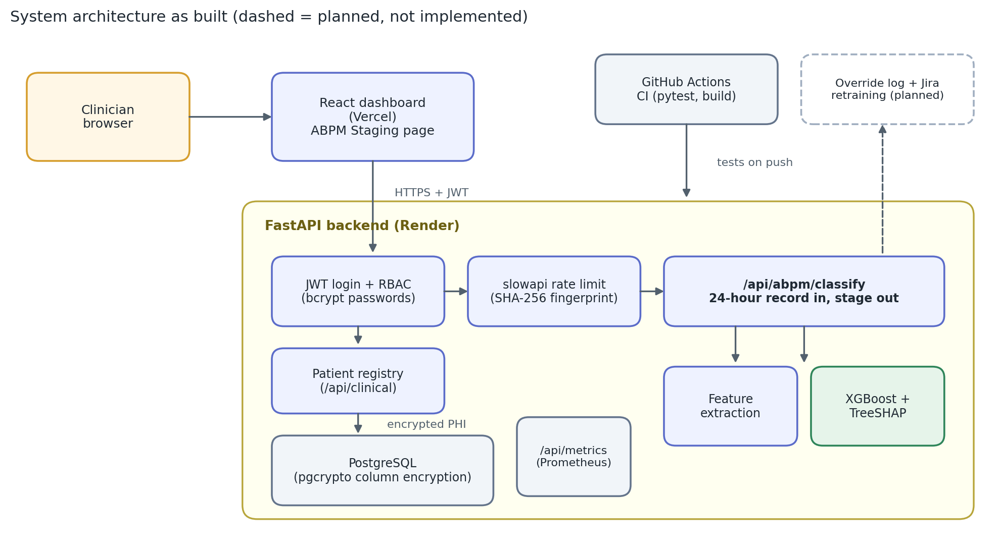 System architecture as built (dashed = planned, not implemented)
Clinician
browser
React dashboard
(Vercel)
ABPM Staging page
GitHub Actions
CI (pytest, build)
Override log + Jira
retraining (planned)
tests on push
HTTPS + JWT
FastAPI backend (Render)
JWT login + RBAC
(bcrypt passwords)
slowapi rate limit
(SHA-256 fingerprint)
/api/abpm/classify
24-hour record in, stage out
Patient registry
(/api/clinical)
Feature
extraction
XGBoost +
TreeSHAP
encrypted PHI
PostgreSQL
(pgcrypto column encryption)
/api/metrics
(Prometheus)